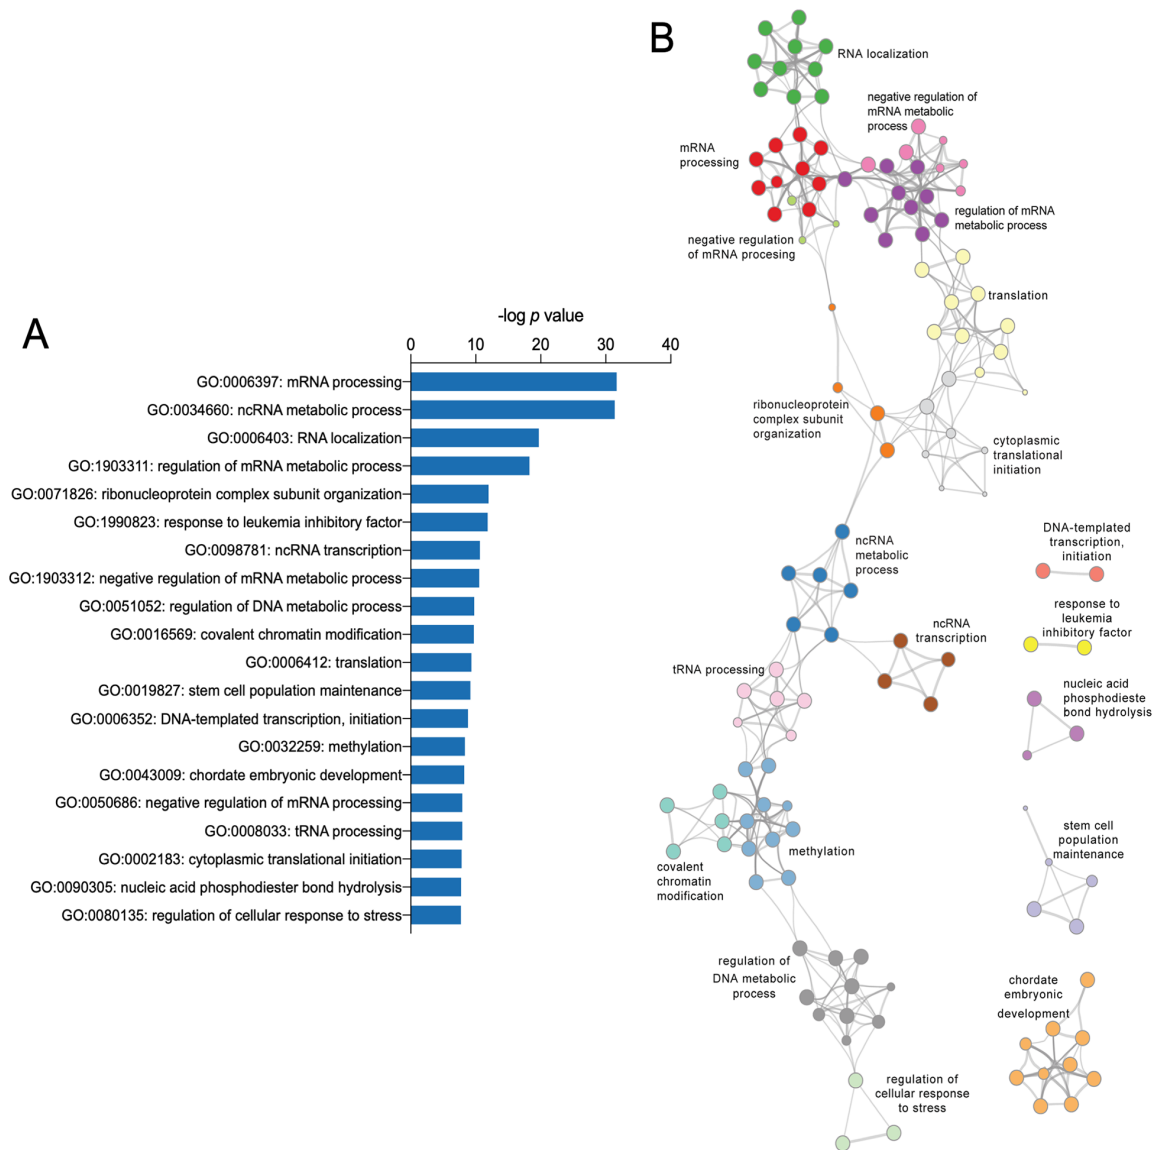 A
-log p value
0 10 20 30 40
GO:0006397: mRNA processing
GO:0034660: ncRNA metabolic process
GO:0006403: RNA localization
GO:1903311: regulation of mRNA metabolic process
GO:0071826: ribonucleoprotein complex subunit organization
GO:1990823: response to leukemia inhibitory factor
GO:0098781: ncRNA transcription
GO:1903312: negative regulation of mRNA metabolic process
GO:0051052: regulation of DNA metabolic process
GO:0016569: covalent chromatin modification
GO:0006412: translation
GO:0019827: stem cell population maintenance
GO:0006352: DNA-templated transcription, initiation
GO:0032259: methylation
GO:0043009: chordate embryonic development
GO:0050686: negative regulation of mRNA processing
GO:0008033: tRNA processing
GO:0002183: cytoplasmic translational initiation
GO:0090305: nucleic acid phosphodiester bond hydrolysis
GO:0080135: regulation of cellular response to stress
B
RNA localization
negative regulation of
mRNA metabolic
process
mRNA
processing
regulation of mRNA
metabolic process
negative regulation
of mRNA procesing
translation
ribonucleoprotein
complex subunit
organization
cytoplasmic
translational
initiation
ncRNA
metabolic
process
DNA-templated
transcription,
initiation
response to
leukemia
inhibitory factor
ncRNA
transcription
tRNA processing
nucleic acid
phosphodieste
bond hydrolysis
stem cell
population
maintenance
methylation
covalent
chromatin
modification
regulation of
DNA metabolic
process
chordate
embryonic
development
regulation of
cellular response
to stress